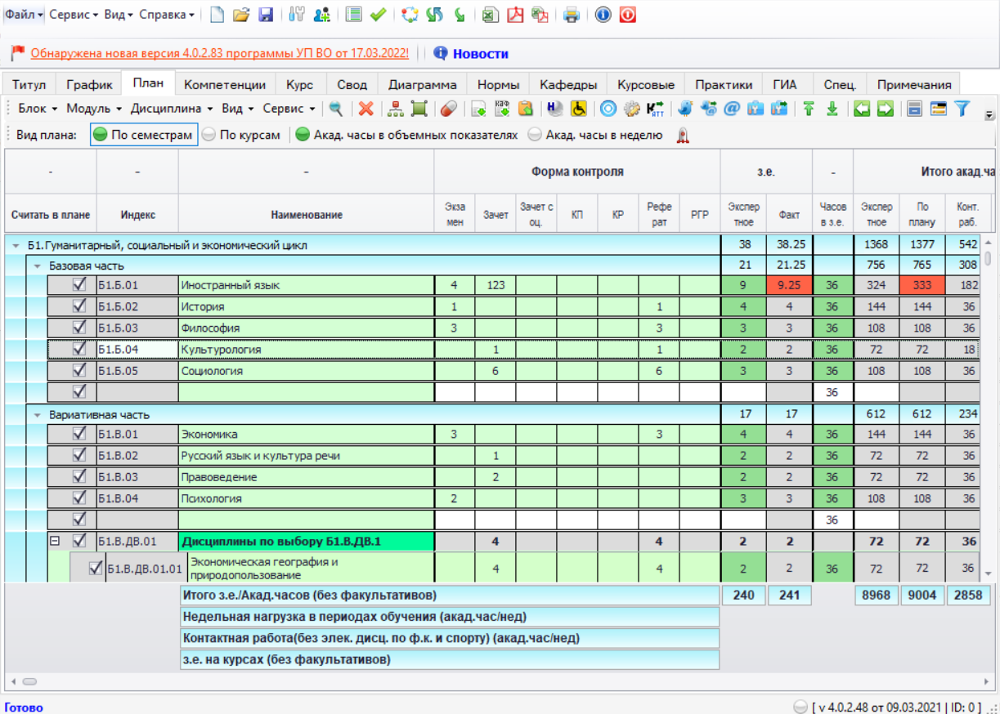 Файл Сервис Вид Справка
Обнаружена новая версия 4.0.2.83 программы УП ВО от 17.03.2022! Новости
Титул График План Компетенции Курс Свод Диаграмма Нормы Кафедры Курсовые Практики ГИА Спец. Примечания
Блок Модуль Дисциплина Вид Сервис
Вид плана: По семестрам По курсам Акад. часы в объемных показателях Акад. часы в неделю
- - - Форма контроля з.е. - Итого акад.ча
Считать в плане Индекс Наименование Экза мен Зачет Зачет с оц. КП КР Рефе рат РГР Экспер тное Факт Часов в з.е. Экспер тное По плану Конт. раб.
Б1.Гуманитарный, социальный и экономический цикл 38 38.25 1368 1377 542
Базовая часть 21 21.25 756 765 308
Б1.Б.01 Иностранный язык 4 123 9 9.25 36 324 333 182
Б1.Б.02 История 1 1 4 4 36 144 144 36
Б1.Б.03 Философия 3 3 3 3 36 108 108 36
Б1.Б.04 Культурология 1 1 2 2 36 72 72 18
Б1.Б.05 Социология 6 6 3 3 36 108 108 36
36
Вариативная часть 17 17 612 612 234
Б1.В.01 Экономика 3 3 4 4 36 144 144 36
Б1.В.02 Русский язык и культура речи 1 2 2 36 72 72 36
Б1.В.03 Правоведение 2 2 2 36 72 72 36
Б1.В.04 Психология 2 3 3 36 108 108 36
36
Б1.В.ДВ.01 Дисциплины по выбору Б1.В.ДВ.1 4 4 2 2 72 72 36
Б1.В.ДВ.01.01 Экономическая география и природопользование 4 4 2 2 36 72 72 36
Итого з.е./Акад.часов (без факультативов) 240 241 8968 9004 2858
Недельная нагрузка в периодах обучения (акад.час/нед)
Контактная работа(без элек. дисц. по ф.к. и спорту) (акад.час/нед)
з.е. на курсах (без факультативов)
Готово [ v 4.0.2.48 от 09.03.2021 | ID: 0 ]